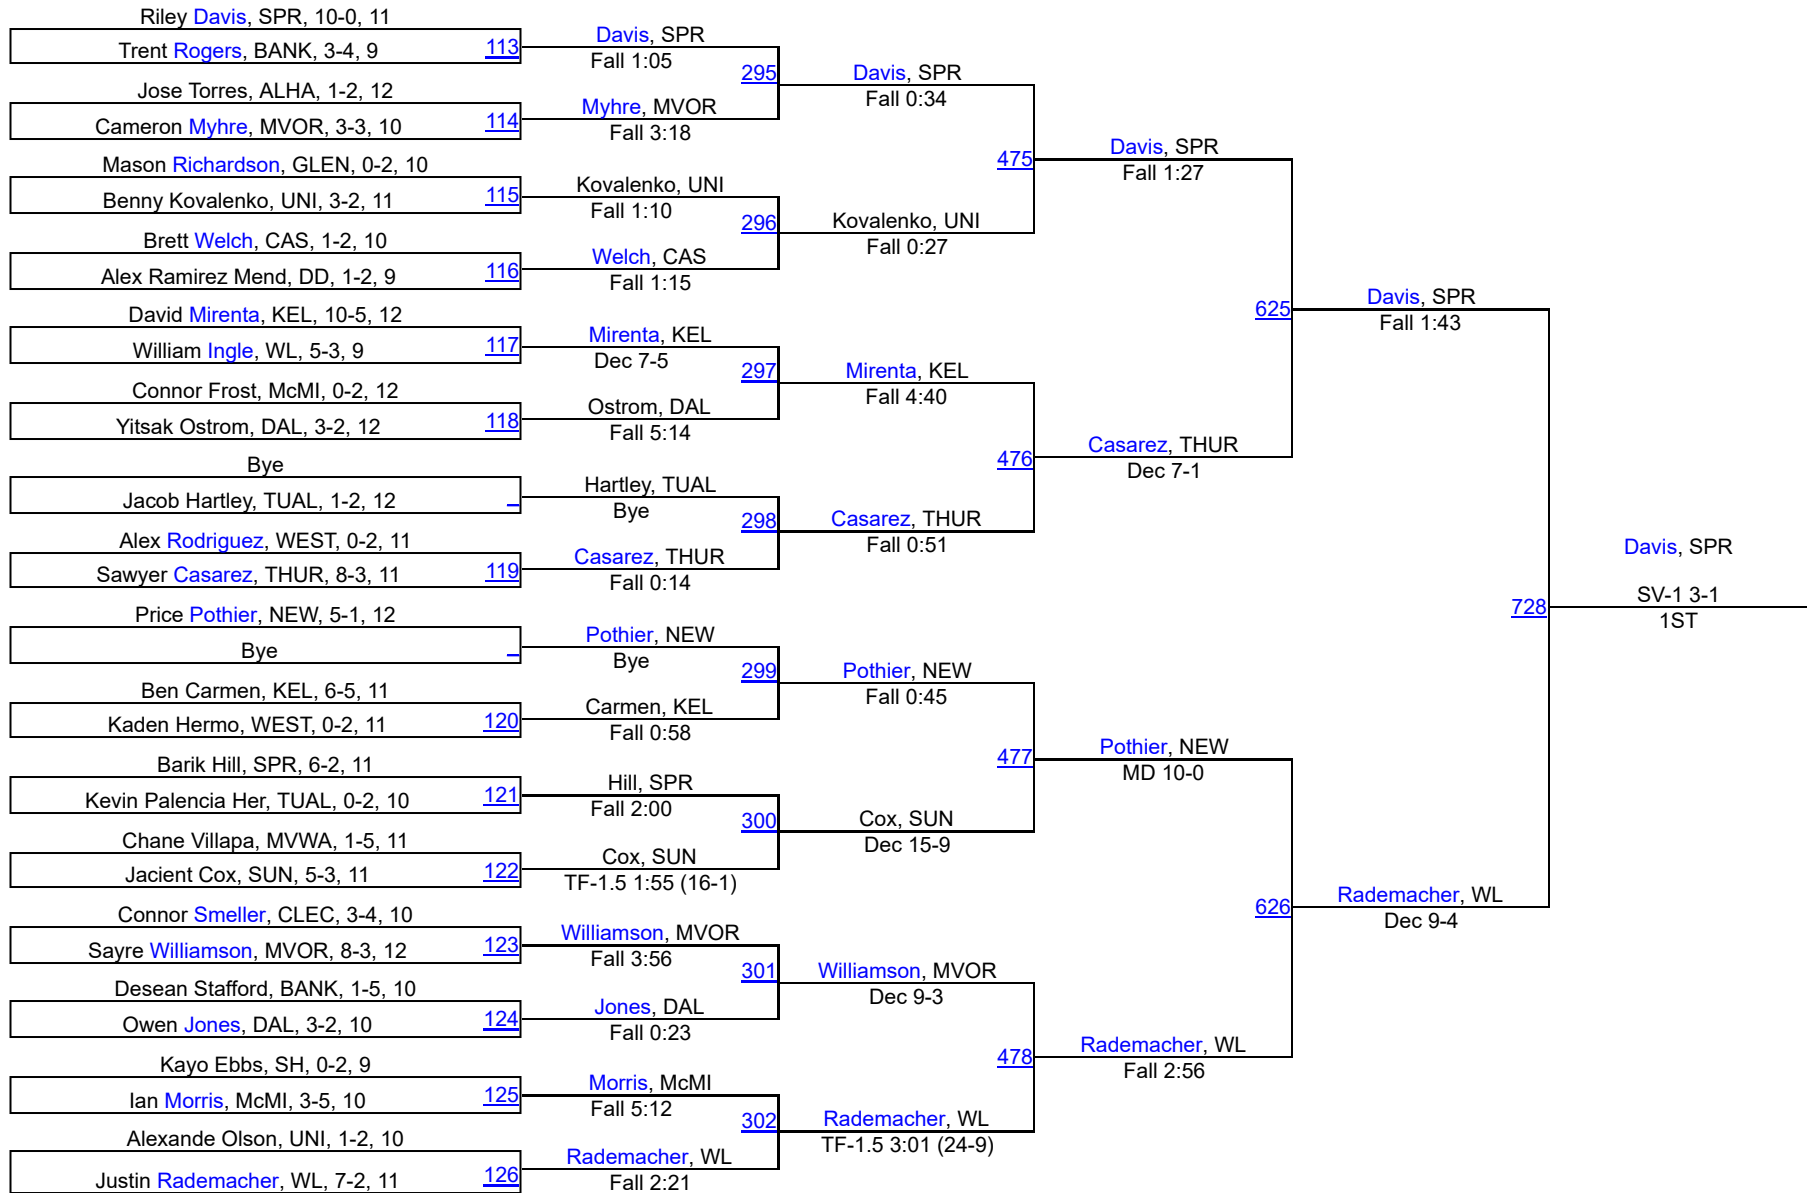 Riley Davis, SPR, 10-0, 11
Trent Rogers, BANK, 3-4, 9
113
Jose Torres, ALHA, 1-2, 12
Cameron Myhre, MVOR, 3-3, 10
114
Mason Richardson, GLEN, 0-2, 10
Benny Kovalenko, UNI, 3-2, 11
115
Brett Welch, CAS, 1-2, 10
Alex Ramirez Mend, DD, 1-2, 9
116
David Mirenta, KEL, 10-5, 12
William Ingle, WL, 5-3, 9
117
Connor Frost, McMI, 0-2, 12
Yitsak Ostrom, DAL, 3-2, 12
118
Bye
Jacob Hartley, TUAL, 1-2, 12
Alex Rodriguez, WEST, 0-2, 11
Sawyer Casarez, THUR, 8-3, 11
119
Price Pothier, NEW, 5-1, 12
Bye
Ben Carmen, KEL, 6-5, 11
Kaden Hermo, WEST, 0-2, 11
120
Barik Hill, SPR, 6-2, 11
Kevin Palencia Her, TUAL, 0-2, 10
121
Chane Villapa, MVWA, 1-5, 11
Jacient Cox, SUN, 5-3, 11
122
Connor Smeller, CLEC, 3-4, 10
Sayre Williamson, MVOR, 8-3, 12
123
Desean Stafford, BANK, 1-5, 10
Owen Jones, DAL, 3-2, 10
124
Kayo Ebbs, SH, 0-2, 9
Ian Morris, McMI, 3-5, 10
125
Alexande Olson, UNI, 1-2, 10
Justin Rademacher, WL, 7-2, 11
126
Davis, SPR
Fall 1:05
295
Myhre, MVOR
Fall 3:18
Kovalenko, UNI
Fall 1:10
296
Welch, CAS
Fall 1:15
Mirenta, KEL
Dec 7-5
297
Ostrom, DAL
Fall 5:14
Hartley, TUAL
Bye
298
Casarez, THUR
Fall 0:14
Pothier, NEW
Bye
299
Carmen, KEL
Fall 0:58
Hill, SPR
Fall 2:00
300
Cox, SUN
TF-1.5 1:55 (16-1)
Williamson, MVOR
Fall 3:56
301
Jones, DAL
Fall 0:23
Morris, McMI
Fall 5:12
302
Rademacher, WL
Fall 2:21
Davis, SPR
Fall 0:34
475
Kovalenko, UNI
Fall 0:27
Mirenta, KEL
Fall 4:40
476
Casarez, THUR
Fall 0:51
Pothier, NEW
Fall 0:45
477
Cox, SUN
Dec 15-9
Williamson, MVOR
Dec 9-3
478
Rademacher, WL
TF-1.5 3:01 (24-9)
Davis, SPR
Fall 1:27
625
Casarez, THUR
Dec 7-1
Pothier, NEW
MD 10-0
626
Rademacher, WL
Fall 2:56
Davis, SPR
Fall 1:43
728
Rademacher, WL
Dec 9-4
Davis, SPR
SV-1 3-1
1ST